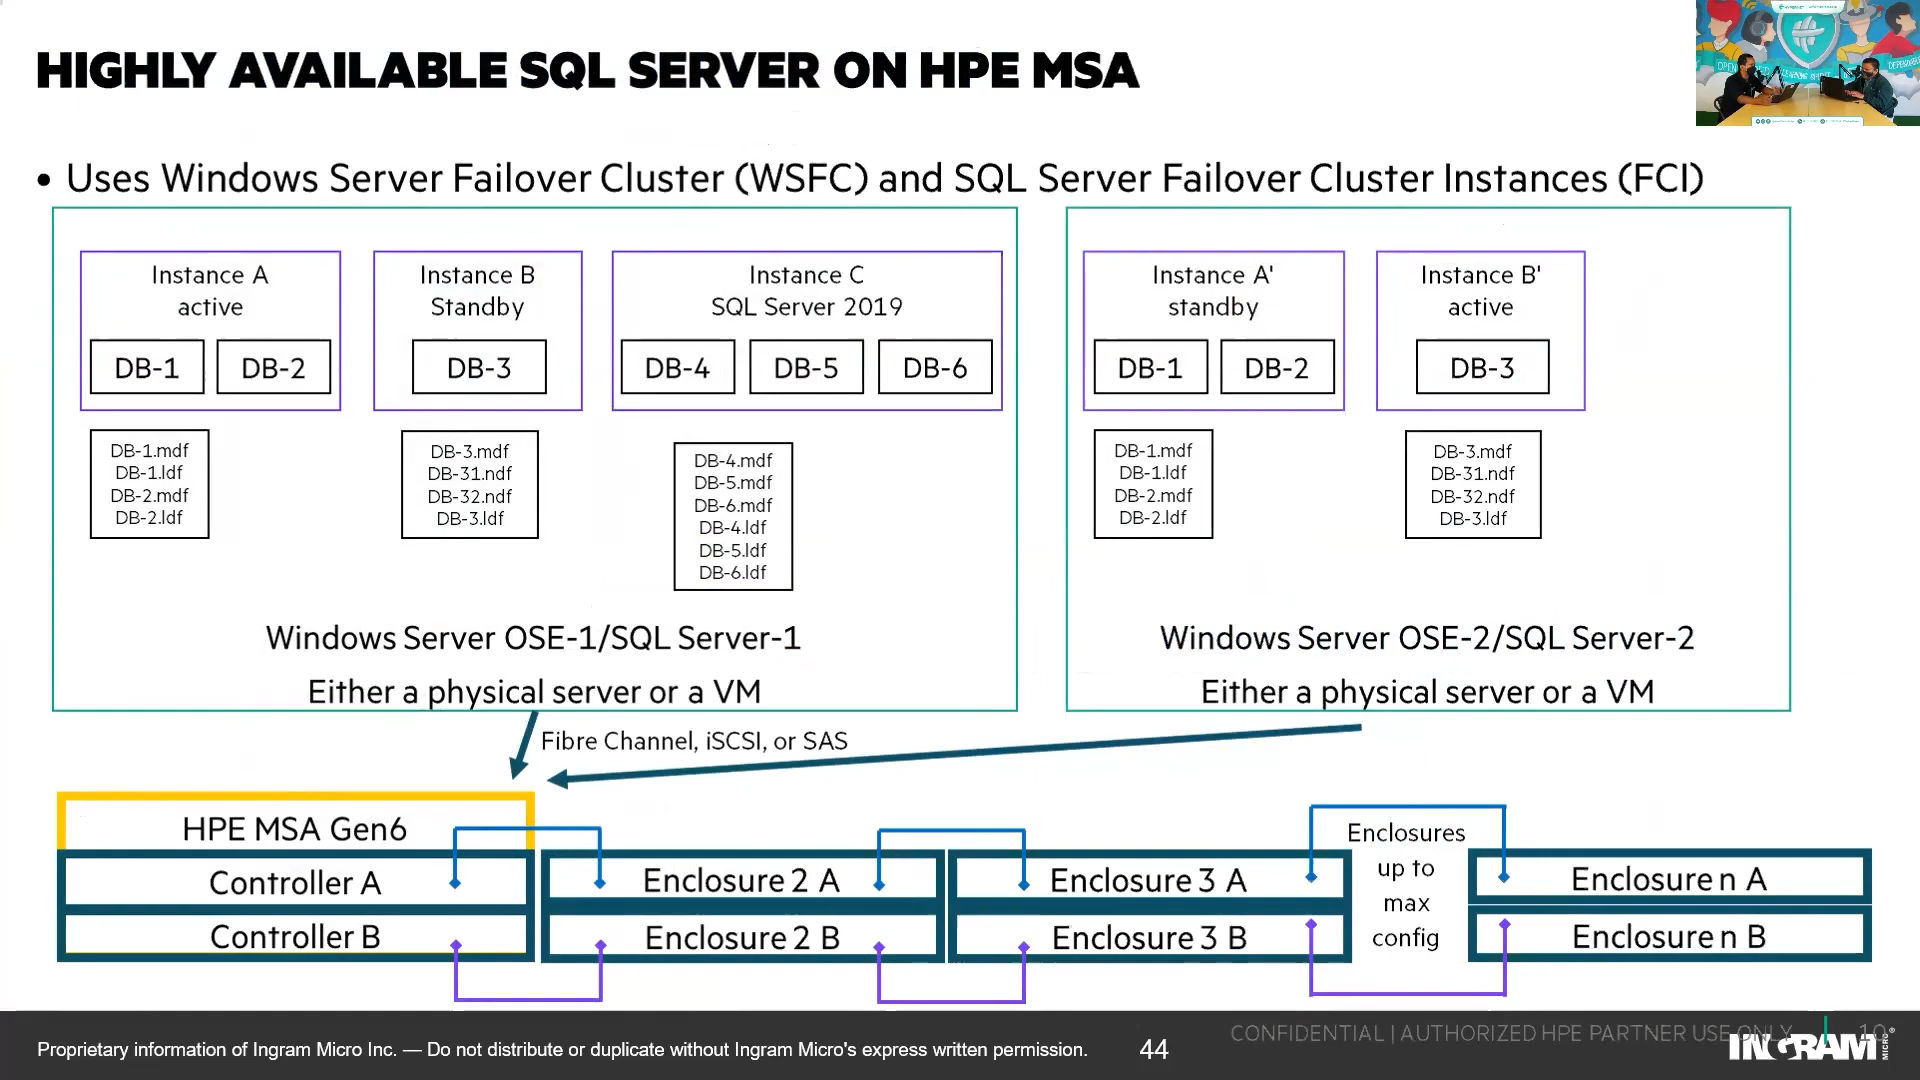 HIGHLY AVAILABLE SQL SERVER ON HPE MSA
• Uses Windows Server Failover Cluster (WSFC) and SQL Server Failover Cluster Instances (FCI)
Instance A
active
DB-1 DB-2
DB-1.mdf
DB-1.ldf
DB-2.mdf
DB-2.ldf
Instance B
Standby
DB-3
DB-3.mdf
DB-31.ndf
DB-32.ndf
DB-3.ldf
Instance C
SQL Server 2019
DB-4 DB-5 DB-6
DB-4.mdf
DB-5.mdf
DB-6.mdf
DB-4.ldf
DB-5.ldf
DB-6.ldf
Windows Server OSE-1/SQL Server-1
Either a physical server or a VM
Instance A'
standby
DB-1 DB-2
DB-1.mdf
DB-1.ldf
DB-2.mdf
DB-2.ldf
Instance B'
active
DB-3
DB-3.mdf
DB-31.ndf
DB-32.ndf
DB-3.ldf
Windows Server OSE-2/SQL Server-2
Either a physical server or a VM
Fibre Channel, iSCSI, or SAS
HPE MSA Gen6
Controller A
Controller B
Enclosure 2 A
Enclosure 2 B
Enclosure 3 A
Enclosure 3 B
Enclosures
up to
max
config
Enclosure n A
Enclosure n B
Proprietary information of Ingram Micro Inc. — Do not distribute or duplicate without Ingram Micro's express written permission.
44
CONFIDENTIAL | AUTHORIZED HPE PARTNER USE ONLY
10
INGRAM MICRO